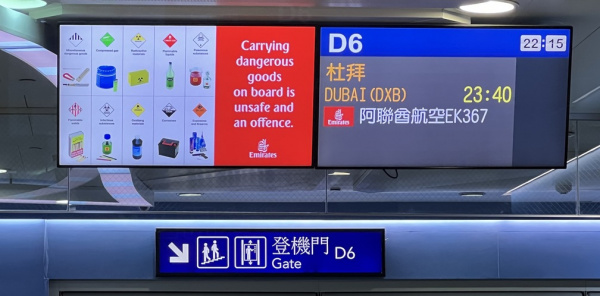 Carrying
dangerous
goods
on board is
unsafe and
an offence.
Emirates
D6
22:15
杜拜
DUBAI(DXB) 23:40
Emirates
阿聯酋航空EK367
登機門 D6
Gate